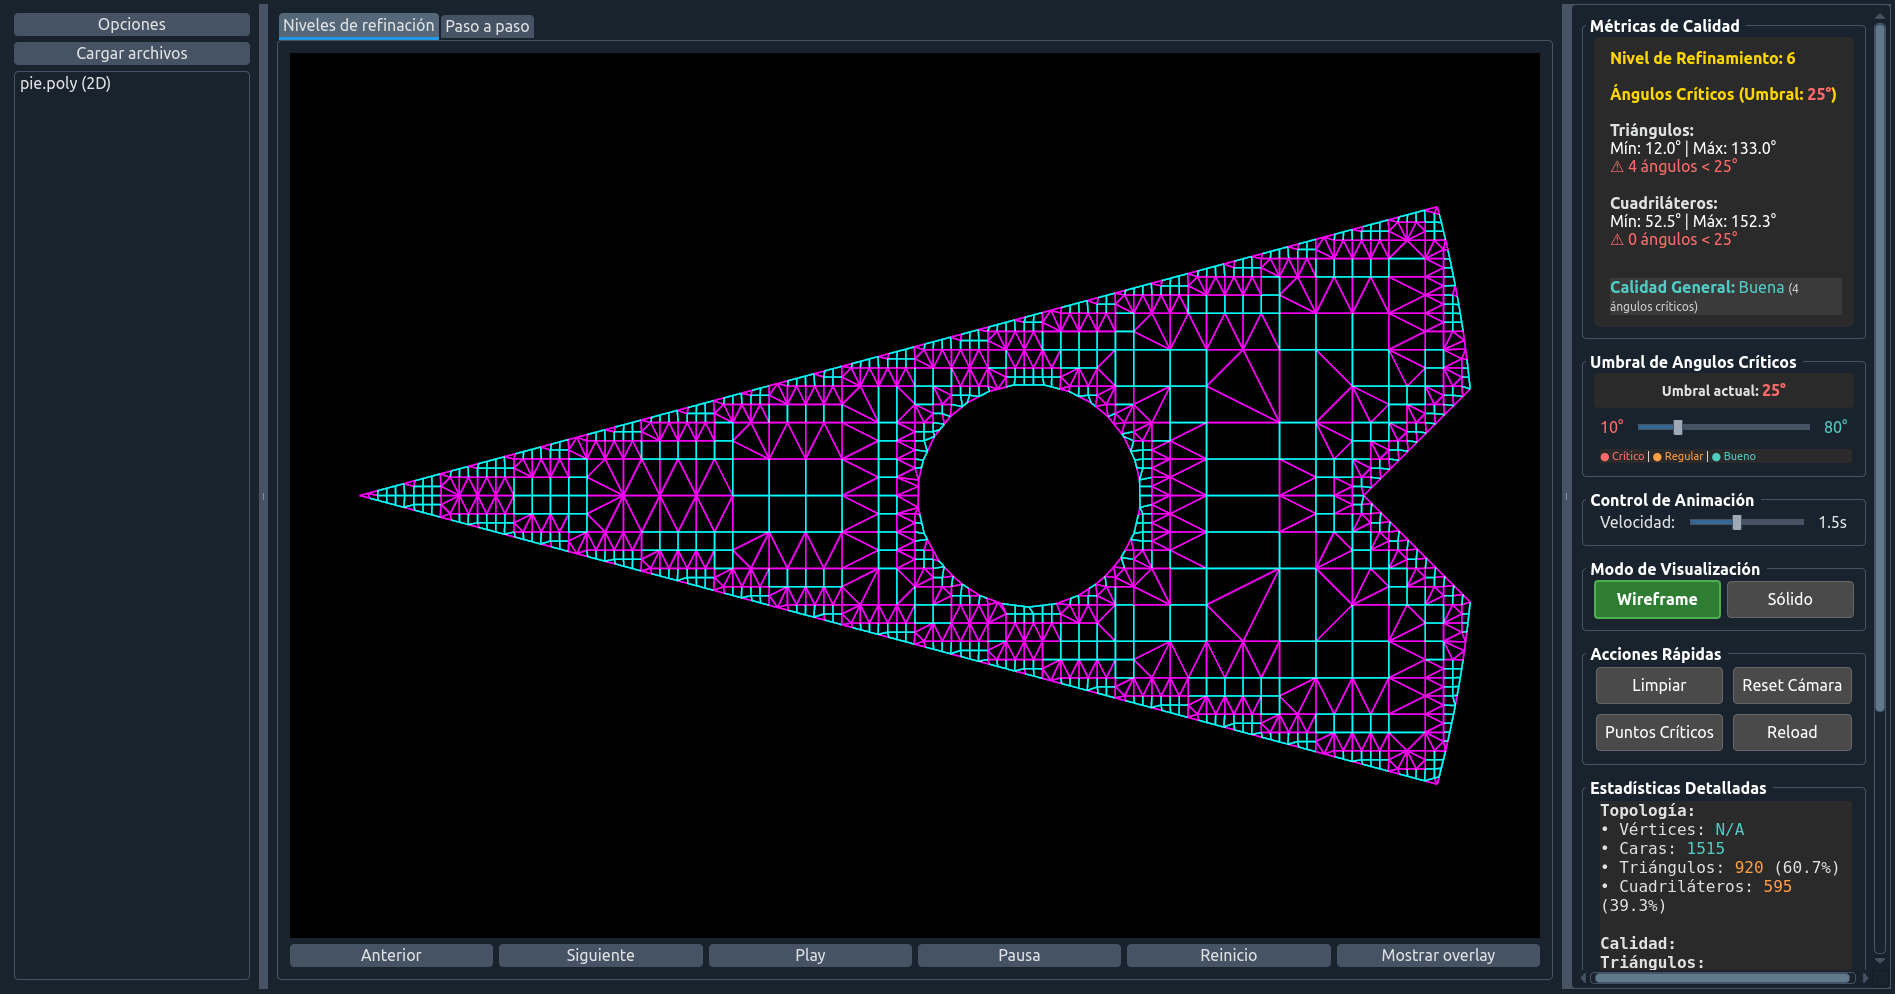 Opciones
Cargar archivos
pie.poly (2D)
Niveles de refinación
Paso a paso
Anterior
Siguiente
Play
Pausa
Reinicio
Mostrar overlay
Métricas de Calidad
Nivel de Refinamiento: 6
Ángulos Críticos (Umbral: 25°)
Triángulos:
Mín: 12.0° | Máx: 133.0°
⚠ 4 ángulos < 25°
Cuadriláteros:
Mín: 52.5° | Máx: 152.3°
⚠ 0 ángulos < 25°
Calidad General: Buena (4
ángulos críticos)
Umbral de Angulos Críticos
Umbral actual: 25°
10°
80°
● Crítico | ● Regular | ● Bueno
Control de Animación
Velocidad:
1.5s
Modo de Visualización
Wireframe
Sólido
Acciones Rápidas
Limpiar
Reset Cámara
Puntos Críticos
Reload
Estadísticas Detalladas
Topología:
• Vértices: N/A
• Caras: 1515
• Triángulos: 920 (60.7%)
• Cuadriláteros: 595
(39.3%)
Calidad:
Triángulos: